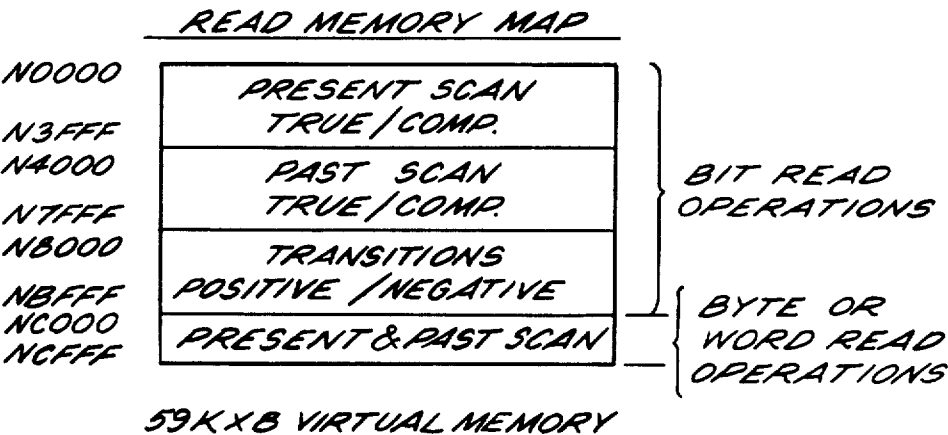 READ MEMORY MAP
N0000
PRESENT SCAN
N3FFF
TRUE/COMP.
N4000
PAST SCAN
BIT READ
N7FFF
TRUE/COMP.
OPERATIONS
N8000
TRANSITIONS
NBFFF
POSITIVE/NEGATIVE
BYTE OR
NC000
PRESENT & PAST SCAN
WORD READ
NCFFF
OPERATIONS
59K X 8 VIRTUAL MEMORY